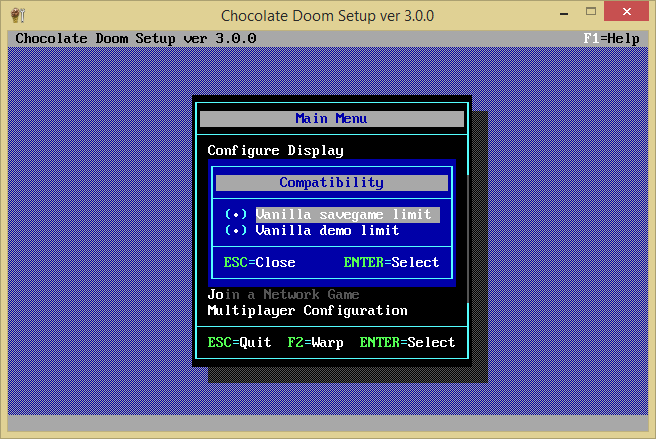 Chocolate Doom Setup ver 3.0.0
Chocolate Doom Setup ver 3.0.0 F1=Help
Main Menu
Configure Display
Compatibility
(•) Vanilla savegame limit
(•) Vanilla demo limit
ESC=Close ENTER=Select
Join a Network Game
Multiplayer Configuration
ESC=Quit F2=Warp ENTER=Select